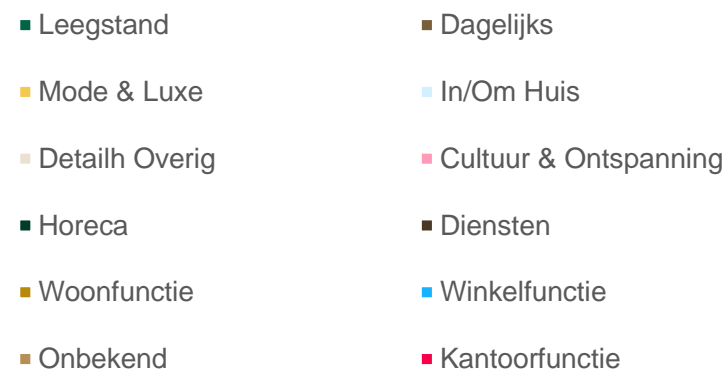 Leegstand
Dagelijks
Mode & Luxe
In/Om Huis
Detailh Overig
Cultuur & Ontspanning
Horeca
Diensten
Woonfunctie
Winkelfunctie
Onbekend
Kantoorfunctie